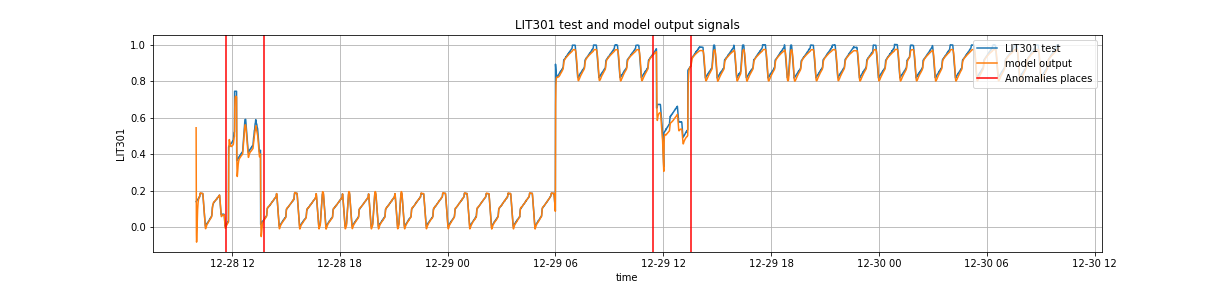 LIT301 test and model output signals
1.0
0.8
0.6
0.4
0.2
0.0
LIT301
LIT301 test
model output
Anomalies places
12-28 12
12-28 18
12-29 00
12-29 06
12-29 12
12-29 18
12-30 00
12-30 06
12-30 12
time